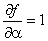 ∂f/∂α = 1